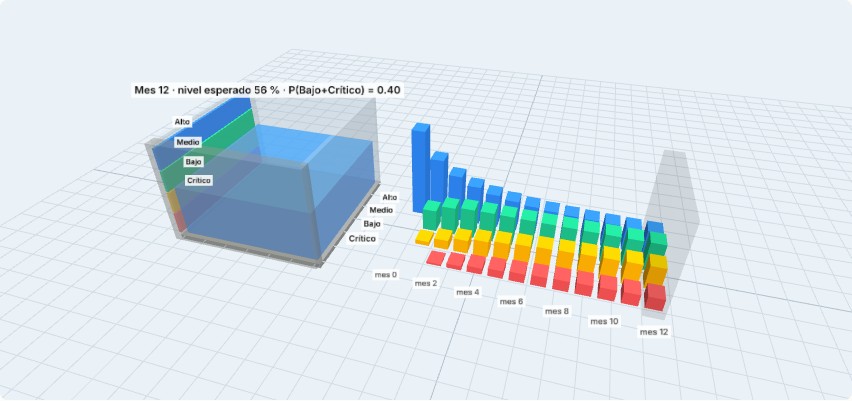 Mes 12 · nivel esperado 56 % · P(Bajo+Crítico) = 0.40
Alto
Medio
Bajo
Crítico
Alto
Medio
Bajo
Crítico
mes 0
mes 2
mes 4
mes 6
mes 8
mes 10
mes 12